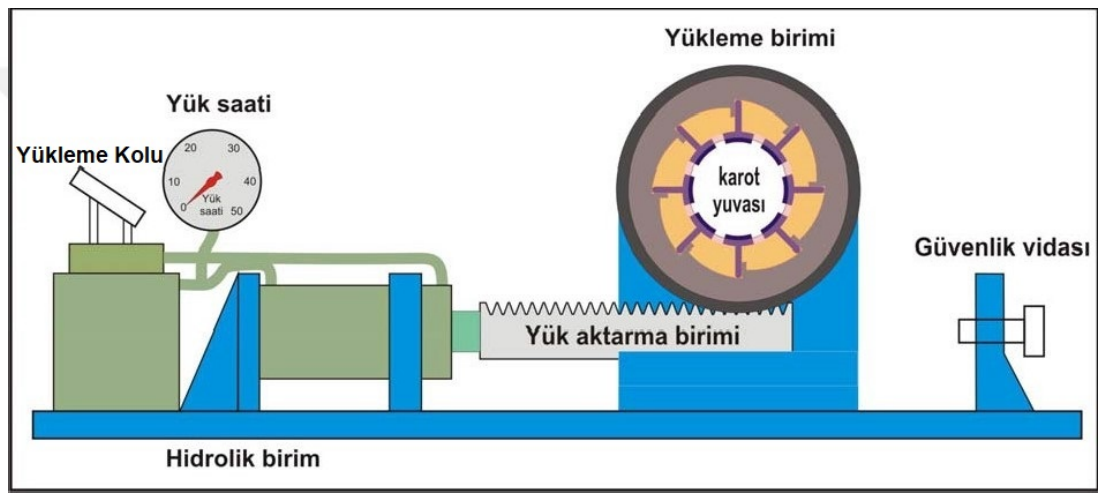 Yükleme birimi
Yük saati
Yükleme Kolu
20
30
10
40
0
50
Yük
saati
karot
yuvası
Güvenlik vidası
Yük aktarma birimi
Hidrolik birim